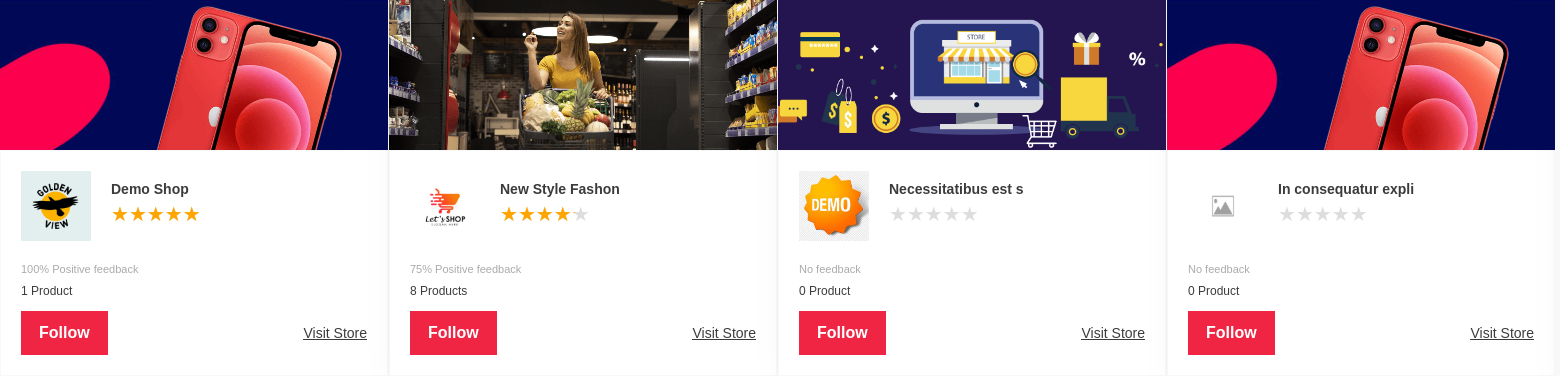 STORE
%
$
$
$
GOLDEN
VIEW
Demo Shop
100% Positive feedback
1 Product
Follow
Visit Store
Let'sSHOP
New Style Fashon
75% Positive feedback
8 Products
Follow
Visit Store
DEMO
Necessitatibus est s
No feedback
0 Product
Follow
Visit Store
In consequatur expli
No feedback
0 Product
Follow
Visit Store